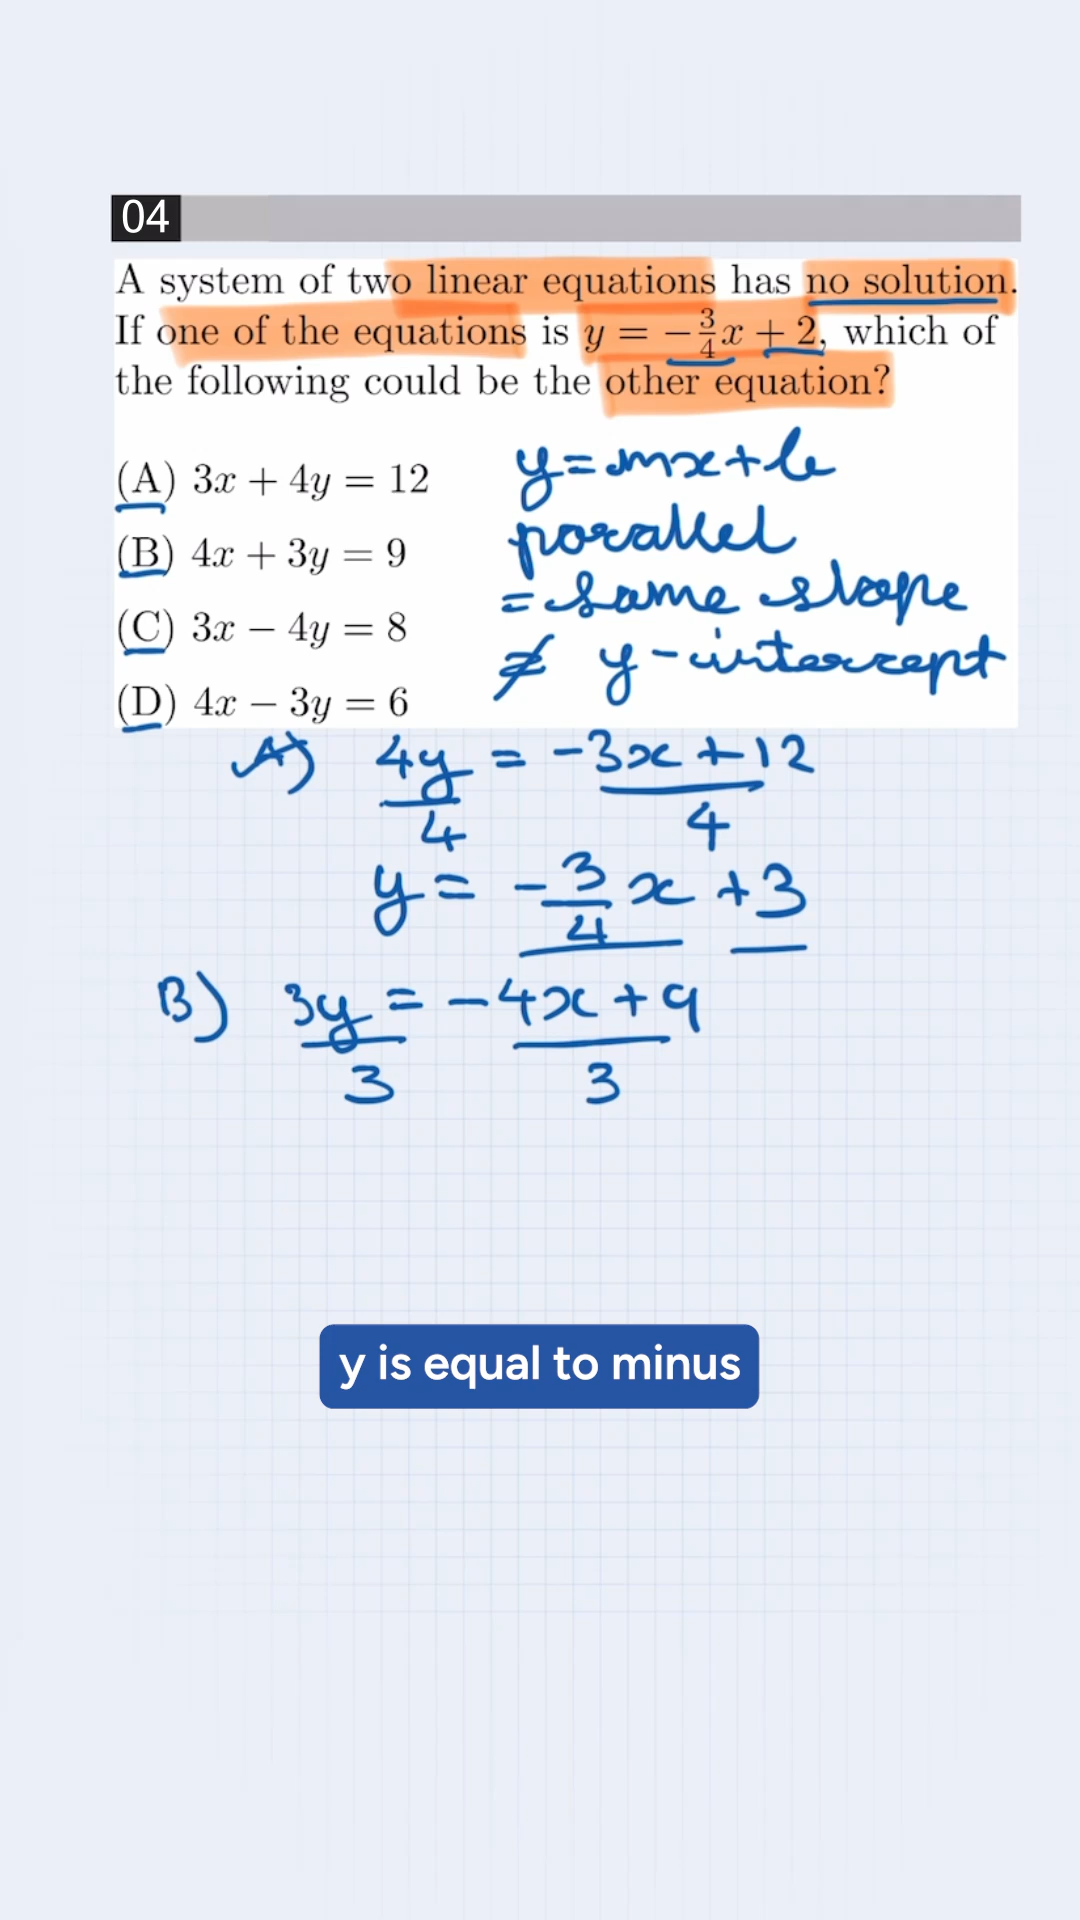 04
A system of two linear equations has no solution.
If one of the equations is y = −3/4x + 2, which of
the following could be the other equation?
(A) 3x + 4y = 12
(B) 4x + 3y = 9
(C) 3x − 4y = 8
(D) 4x − 3y = 6
y=mx+b
parallel
=same slope
≠ y-intercept
A) 4y = -3x+12
4 4
y= -3/4x +3
B) 3y = -4x+9
3 3
y is equal to minus